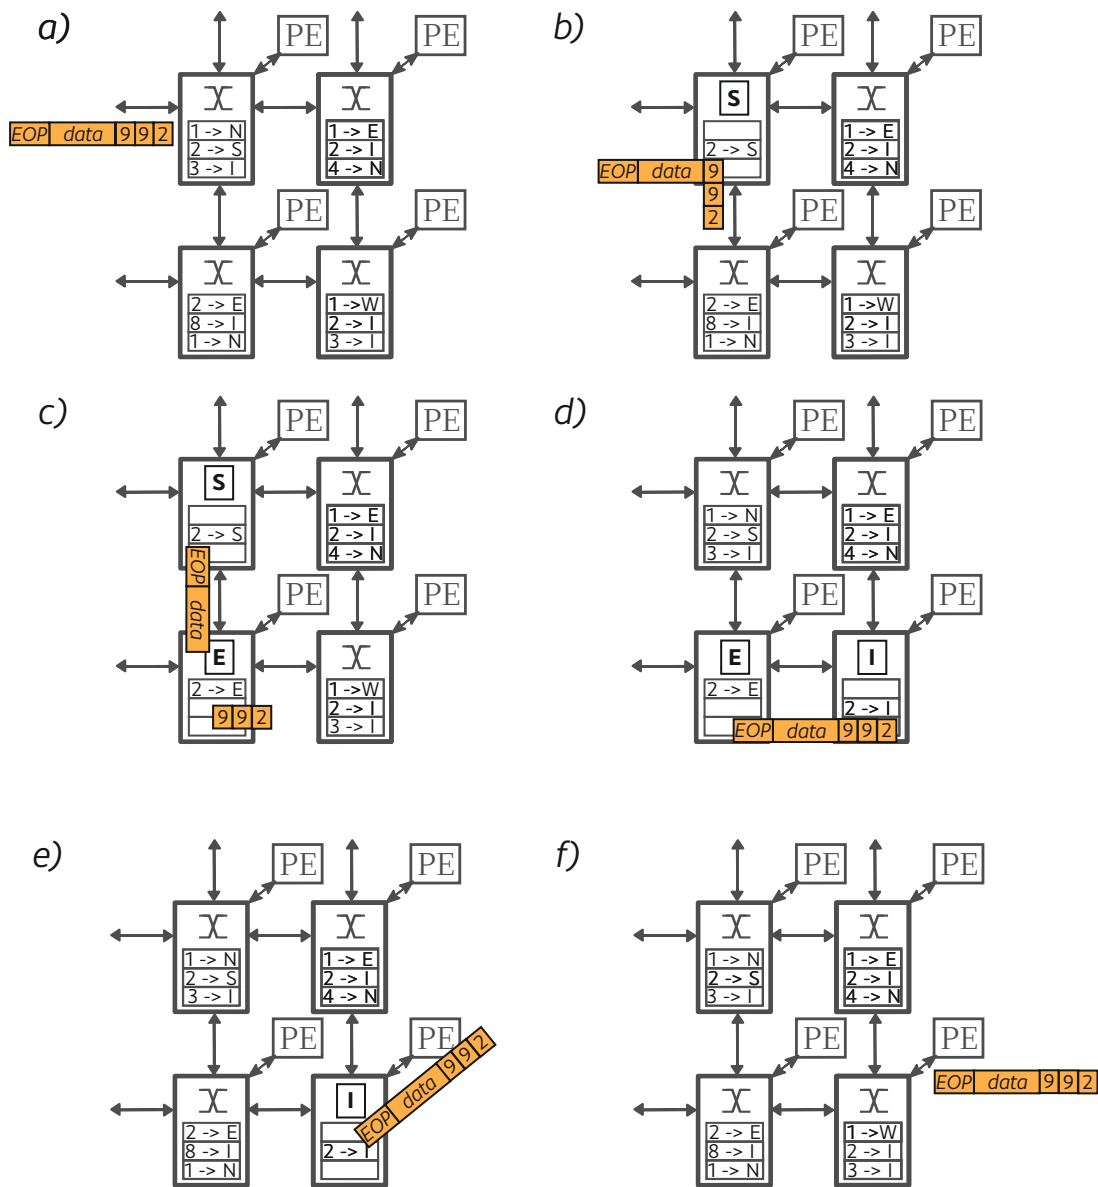 a)
PE
PE
EOP data 9 9 2
1 -> N
2 -> S
3 -> I
1 -> E
2 -> I
4 -> N
PE
PE
2 -> E
8 -> I
1 -> N
1 ->W
2 -> I
3 -> I
b)
PE
PE
S
2 -> S
1 -> E
2 -> I
4 -> N
EOP data 9
9
2
PE
PE
2 -> E
8 -> I
1 -> N
1 ->W
2 -> I
3 -> I
c)
PE
PE
S
2 -> S
1 -> E
2 -> I
4 -> N
EOP data
PE
PE
E
2 -> E
9 9 2
1 ->W
2 -> I
3 -> I
d)
PE
PE
1 -> N
2 -> S
3 -> I
1 -> E
2 -> I
4 -> N
PE
PE
E
I
2 -> E
2 -> I
EOP data 9 9 2
e)
PE
PE
1 -> N
2 -> S
3 -> I
1 -> E
2 -> I
4 -> N
PE
PE
EOP data 9 9 2
I
2 -> E
8 -> I
1 -> N
2 -> I
f)
PE
PE
1 -> N
2 -> S
3 -> I
1 -> E
2 -> I
4 -> N
PE
PE
EOP data 9 9 2
2 -> E
8 -> I
1 -> N
1 ->W
2 -> I
3 -> I